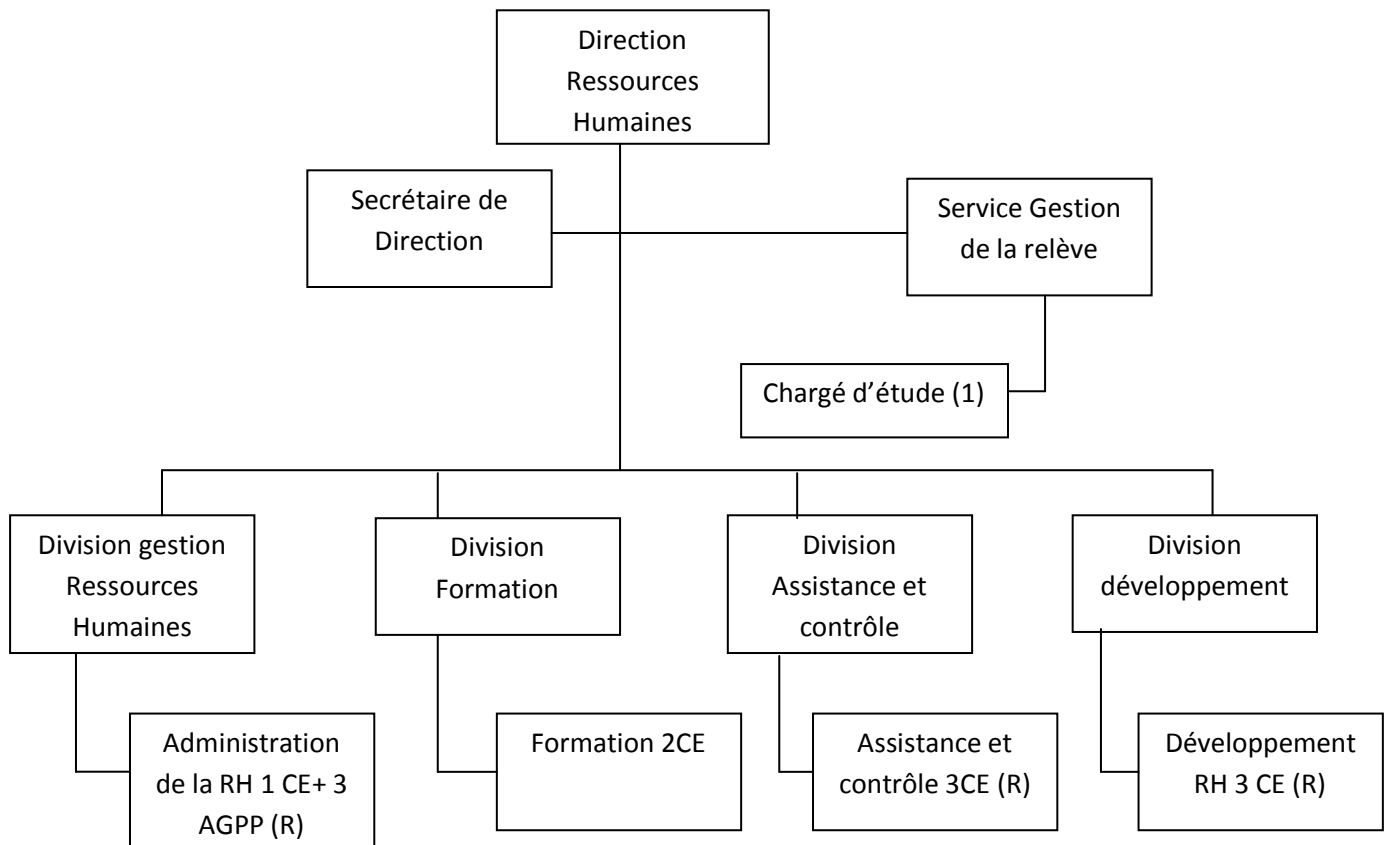 Direction
Ressources
Humaines
Secrétaire de
Direction
Service Gestion
de la relève
Chargé d’étude (1)
Division gestion
Ressources
Humaines
Division
Formation
Division
Assistance et
contrôle
Division
développement
Administration
de la RH 1 CE+ 3
AGPP (R)
Formation 2CE
Assistance et
contrôle 3CE (R)
Développement
RH 3 CE (R)